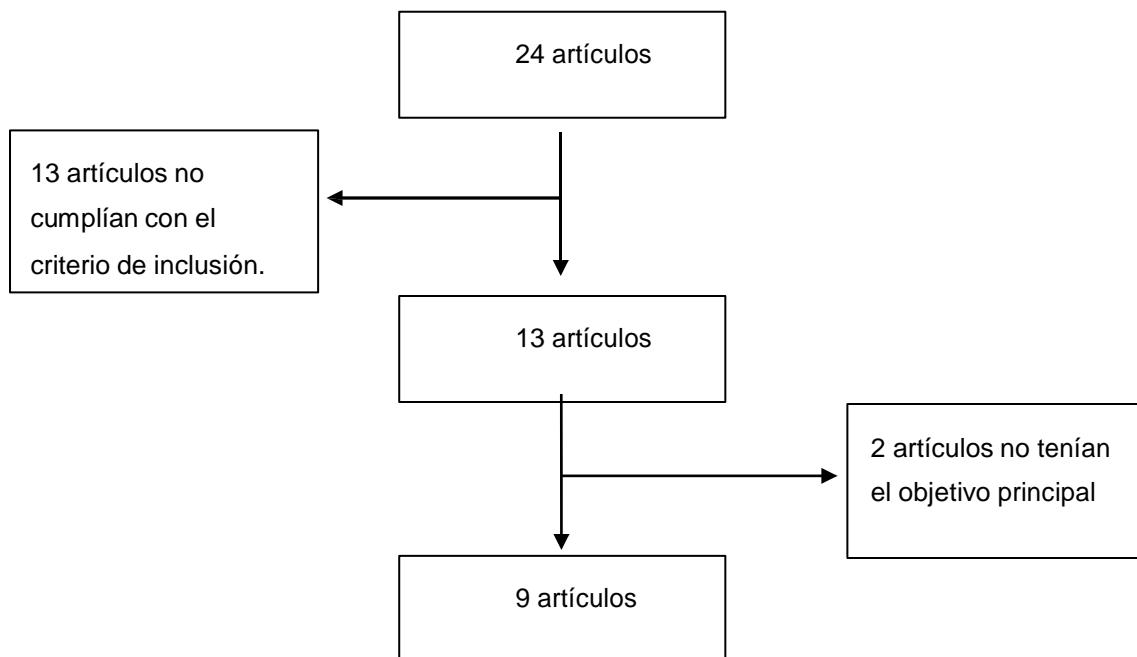 24 artículos
13 artículos no
cumplían con el
criterio de inclusión.
13 artículos
2 artículos no tenían
el objetivo principal
9 artículos